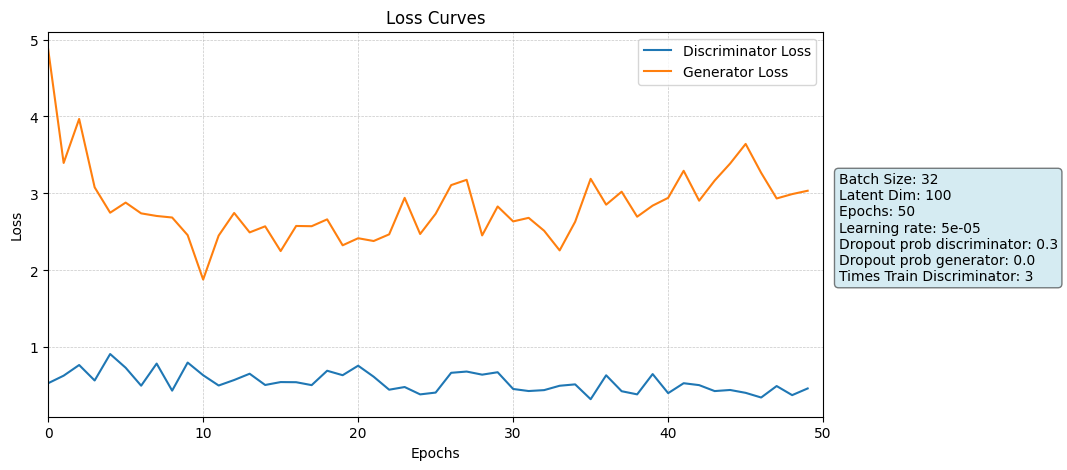 Loss Curves
5
4
3
2
1
Loss
0
10
20
30
40
50
Epochs
Discriminator Loss
Generator Loss
Batch Size: 32
Latent Dim: 100
Epochs: 50
Learning rate: 5e-05
Dropout prob discriminator: 0.3
Dropout prob generator: 0.0
Times Train Discriminator: 3